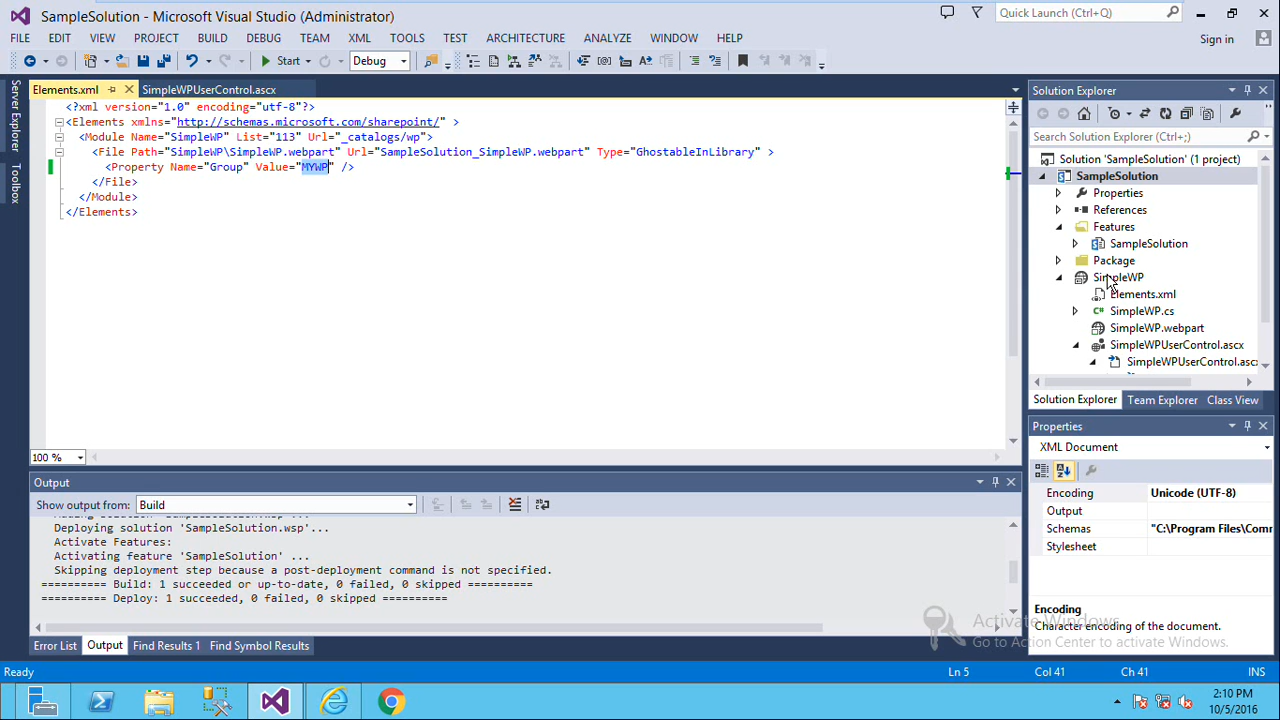 SampleSolution - Microsoft Visual Studio (Administrator)
Quick Launch (Ctrl+Q)
FILE EDIT VIEW PROJECT BUILD DEBUG TEAM XML TOOLS TEST ARCHITECTURE ANALYZE WINDOW HELP
Sign in
Start Debug
Server Explorer
Toolbox
Elements.xml SimpleWPUserControl.ascx
<?xml version="1.0" encoding="utf-8"?>
<Elements xmlns="http://schemas.microsoft.com/sharepoint/" >
<Module Name="SimpleWP" List="113" Url="_catalogs/wp">
<File Path="SimpleWP\SimpleWP.webpart" Url="SampleSolution_SimpleWP.webpart" Type="GhostableInLibrary" >
<Property Name="Group" Value="MYWP" />
</File>
</Module>
</Elements>
100 %
Solution Explorer
Search Solution Explorer (Ctrl+;)
Solution 'SampleSolution' (1 project)
SampleSolution
Properties
References
Features
SampleSolution
Package
SimpleWP
Elements.xml
SimpleWP.cs
SimpleWP.webpart
SimpleWPUserControl.ascx
SimpleWPUserControl.asc
Solution Explorer Team Explorer Class View
Properties
XML Document
Encoding Unicode (UTF-8)
Output
Schemas "C:\Program Files\Comm
Stylesheet
Encoding
Character encoding of the document.
Output
Show output from: Build
Deploying solution 'SampleSolution.wsp'...
Activate Features:
Activating feature 'SampleSolution' ...
Skipping deployment step because a post-deployment command is not specified.
========== Build: 1 succeeded or up-to-date, 0 failed, 0 skipped ==========
========== Deploy: 1 succeeded, 0 failed, 0 skipped ==========
Error List Output Find Results 1 Find Symbol Results
Activate Windows
Go to Action Center to activate Windows.
Ready Ln 5 Col 41 Ch 41 INS
2:10 PM
10/5/2016